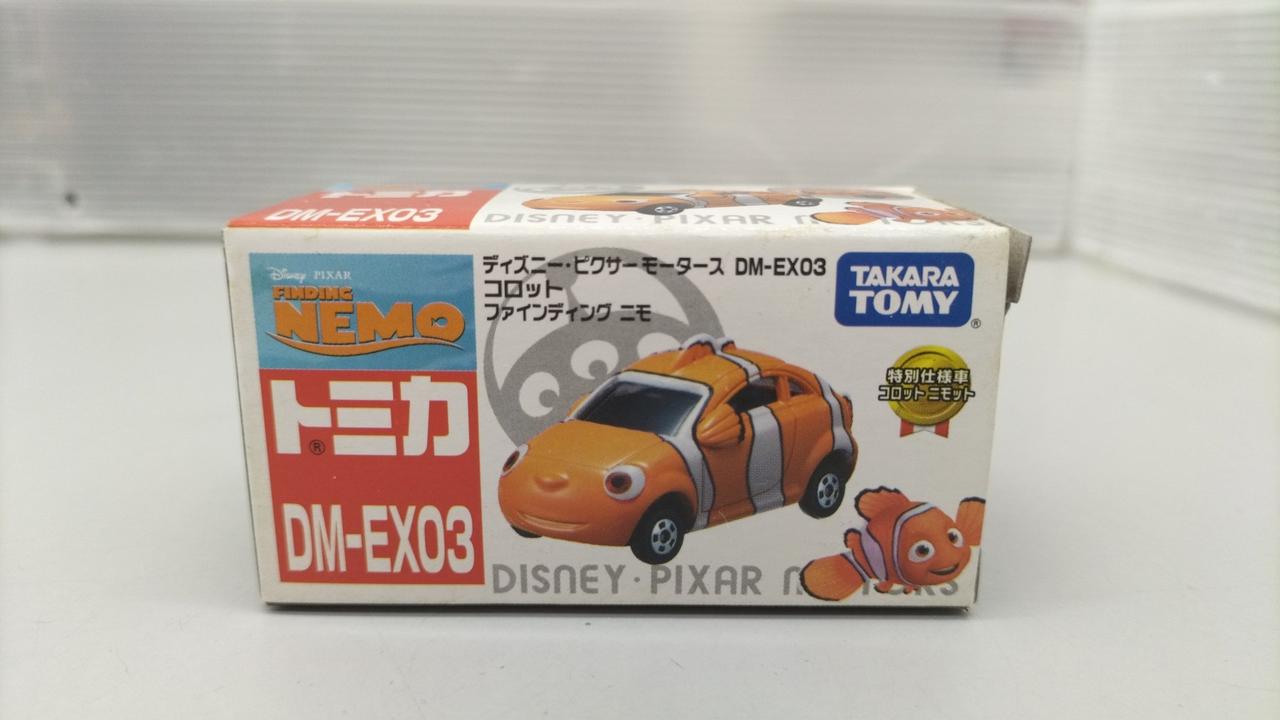 トミカ
DM-EX03
DISNEY・PIXAR
Disney PIXAR
FINDING
NEMO
トミカ
®
DM-EX03
ディズニー・ピクサー モータース DM-EX03
コロット
ファインディング ニモ
TAKARA
TOMY
®
特別仕様車
コロット ニモット
DISNEY・PIXAR